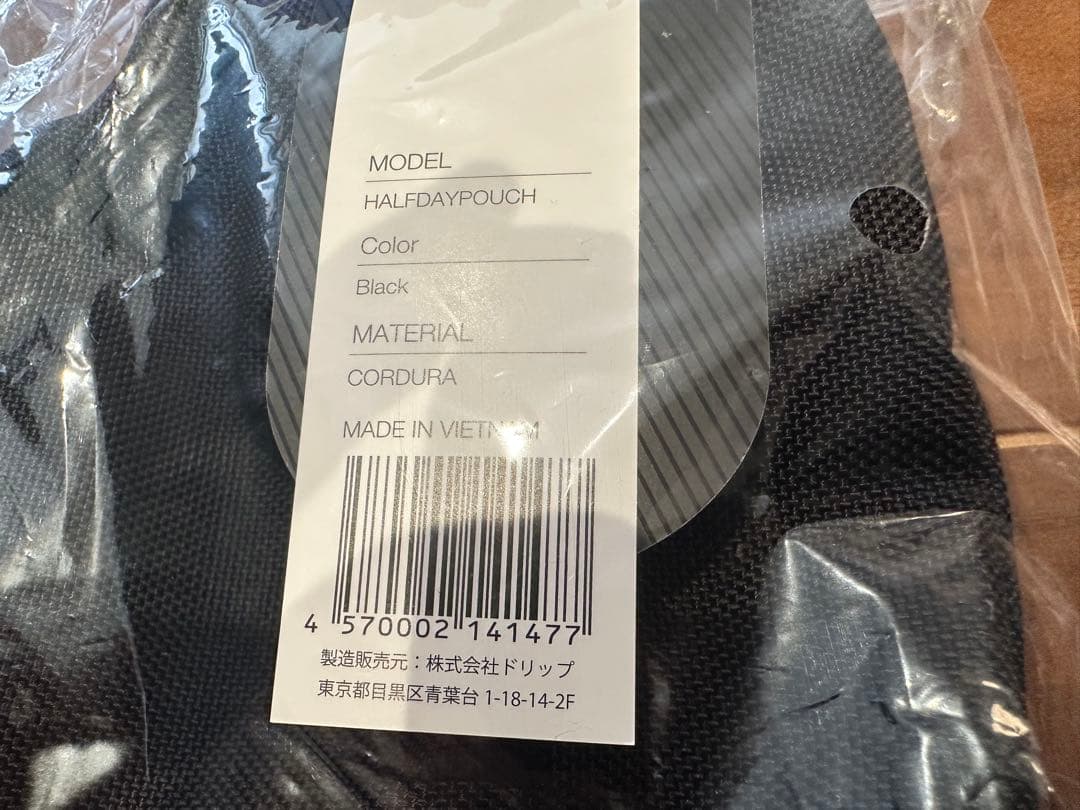 MODEL
HALFDAYPOUCH
Color
Black
MATERIAL
CORDURA
MADE IN VIETNAM
4 570002 141477
製造販売元：株式会社ドリップ
東京都目黒区青葉台 1-18-14-2F